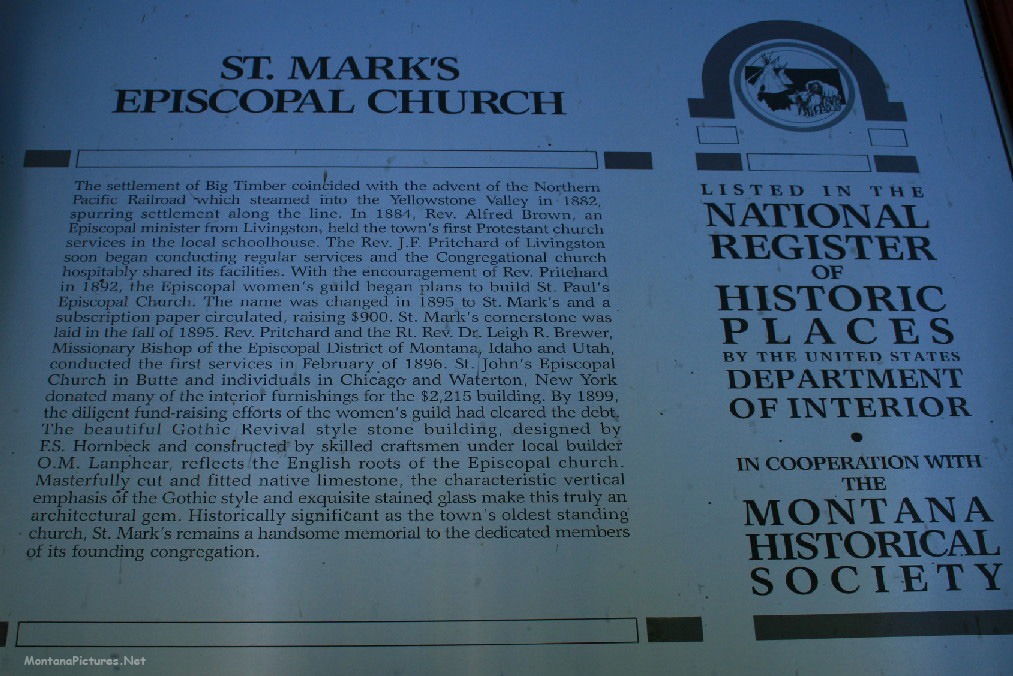 ST. MARK'S
EPISCOPAL CHURCH
The settlement of Big Timber coincided with the advent of the Northern
Pacific Railroad which steamed into the Yellowstone Valley in 1882,
spurring settlement along the line. In 1884, Rev. Alfred Brown, an
Episcopal minister from Livingston, held the town's first Protestant church
services in the local schoolhouse. The Rev. J.F. Pritchard of Livingston
soon began conducting regular services and the Congregational church
hospitably shared its facilities. With the encouragement of Rev. Pritchard
in 1892, the Episcopal women's guild began plans to build St. Paul's
Episcopal Church. The name was changed in 1895 to St. Mark's and a
subscription paper circulated, raising $900. St. Mark's cornerstone was
laid in the fall of 1895. Rev. Pritchard and the Rt. Rev. Dr. Leigh R. Brewer,
Missionary Bishop of the Episcopal District of Montana, Idaho and Utah,
conducted the first services in February of 1896. St. John's Episcopal
Church in Butte and individuals in Chicago and Waterton, New York
donated many of the interior furnishings for the $2,215 building. By 1899,
the diligent fund-raising efforts of the women's guild had cleared the debt.
The beautiful Gothic Revival style stone building, designed by
F.S. Hornbeck and constructed by skilled craftsmen under local builder
O.M. Lanphear, reflects the English roots of the Episcopal church.
Masterfully cut and fitted native limestone, the characteristic vertical
emphasis of the Gothic style and exquisite stained glass make this truly an
architectural gem. Historically significant as the town's oldest standing
church, St. Mark's remains a handsome memorial to the dedicated members
of its founding congregation.
LISTED IN THE
NATIONAL
REGISTER
OF
HISTORIC
PLACES
BY THE UNITED STATES
DEPARTMENT
OF INTERIOR
•
IN COOPERATION WITH
THE
MONTANA
HISTORICAL
SOCIETY
MontanaPictures.Net